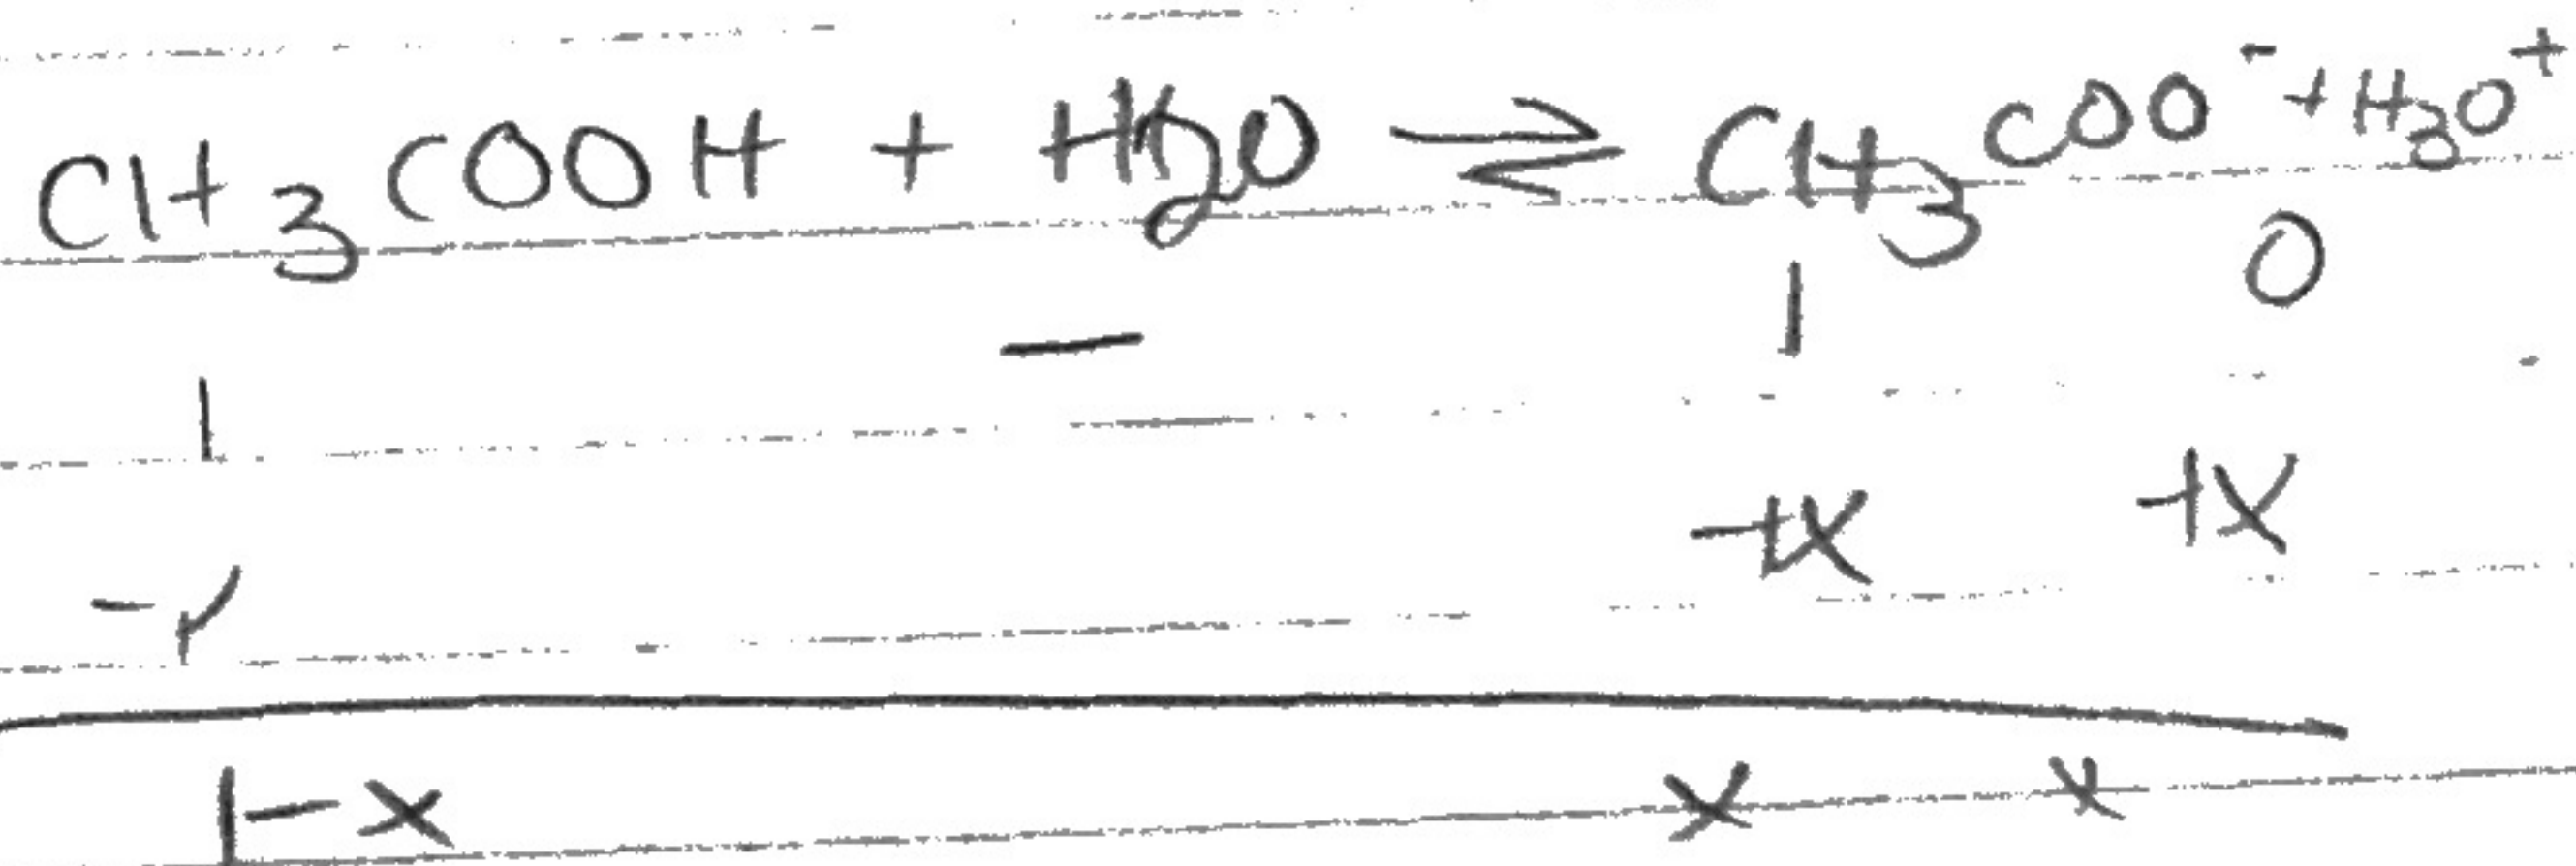 CH3COOH + H2O ⇌ CH3COO⁻ + H3O⁺
1 — 1 0
+x +x
1-x x x